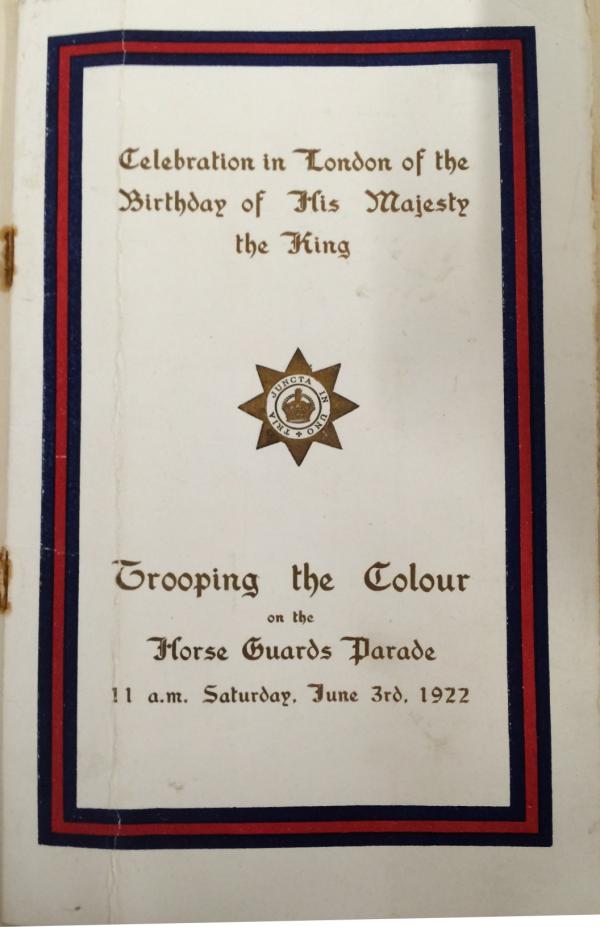 Celebration in London of the
Birthday of His Majesty
the King
TRIA JUNCTA IN UNO
Trooping the Colour
on the
Horse Guards Parade
11 a.m. Saturday, June 3rd, 1922